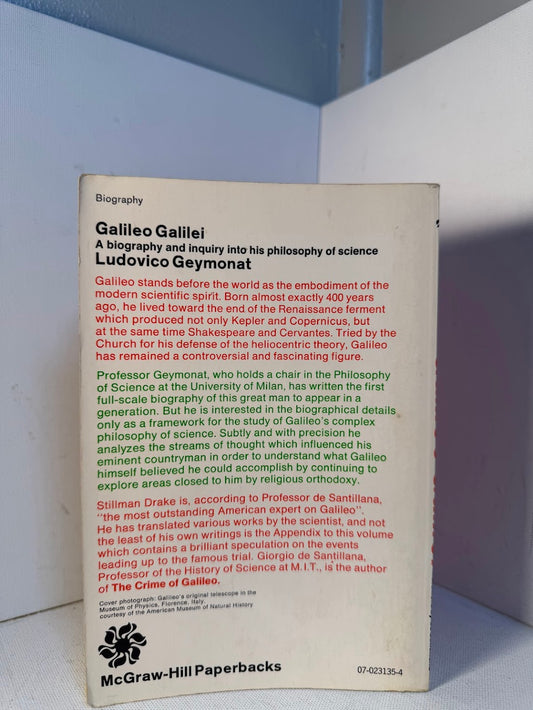 Biography
Galileo Galilei
A biography and inquiry into his philosophy of science
Ludovico Geymonat
Galileo stands before the world as the embodiment of the
modern scientific spirit. Born almost exactly 400 years
ago, he lived toward the end of the Renaissance ferment
which produced not only Kepler and Copernicus, but
at the same time Shakespeare and Cervantes. Tried by the
Church for his defense of the heliocentric theory, Galileo
has remained a controversial and fascinating figure.
Professor Geymonat, who holds a chair in the Philosophy
of Science at the University of Milan, has written the first
full-scale biography of this great man to appear in a
generation. But he is interested in the biographical details
only as a framework for the study of Galileo's complex
philosophy of science. Subtly and with precision he
analyzes the streams of thought which influenced his
eminent countryman in order to understand what Galileo
himself believed he could accomplish by continuing to
explore areas closed to him by religious orthodoxy.
Stillman Drake is, according to Professor de Santillana,
"the most outstanding American expert on Galileo".
He has translated various works by the scientist, and not
the least of his own writings is the Appendix to this volume
which contains a brilliant speculation on the events
leading up to the famous trial. Giorgio de Santillana,
Professor of the History of Science at M.I.T., is the author
of The Crime of Galileo.
Cover photograph: Galileo's original telescope in the
Museum of Physics, Florence, Italy,
courtesy of the American Museum of Natural History
McGraw-Hill Paperbacks
07-023135-4